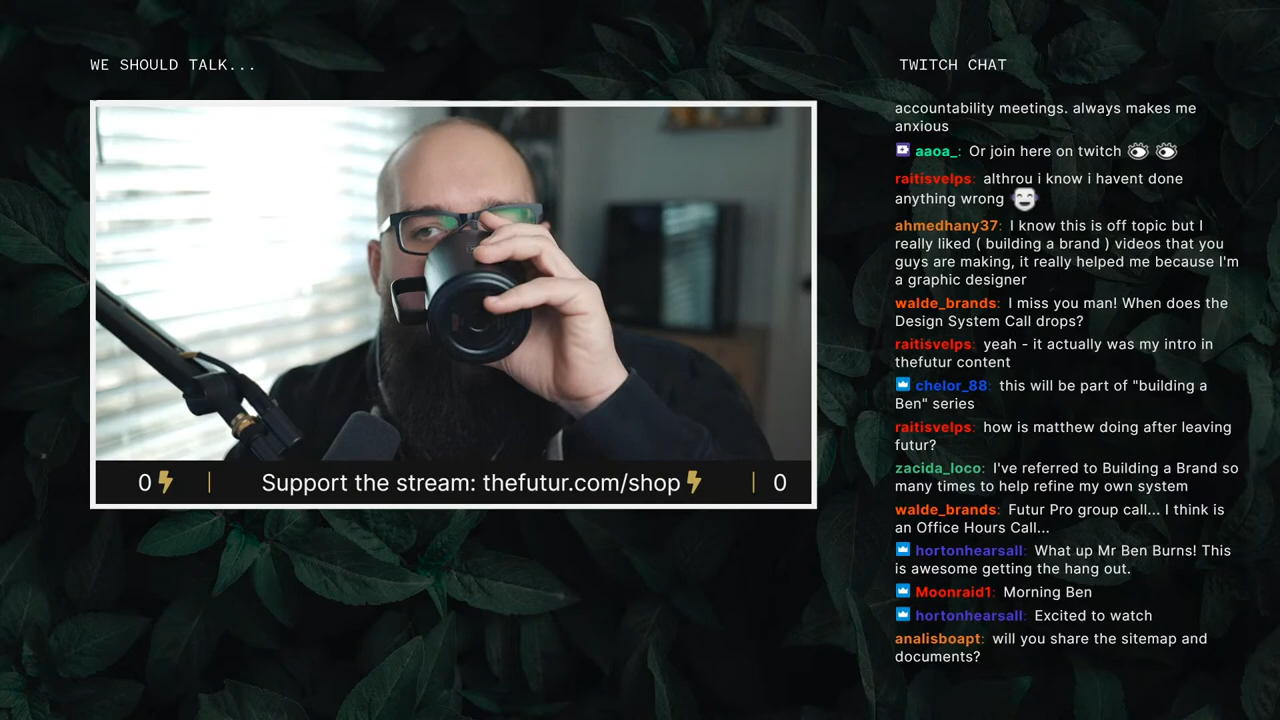 WE SHOULD TALK...
0 | Support the stream: thefutur.com/shop | 0
TWITCH CHAT
accountability meetings. always makes me
anxious
aaoa_: Or join here on twitch
raitisvelps: althrou i know i havent done
anything wrong
ahmedhany37: I know this is off topic but I
really liked ( building a brand ) videos that you
guys are making, it really helped me because I'm
a graphic designer
walde_brands: I miss you man! When does the
Design System Call drops?
raitisvelps: yeah - it actually was my intro in
thefutur content
chelor_88: this will be part of "building a
Ben" series
raitisvelps: how is matthew doing after leaving
futur?
zacida_loco: I've referred to Building a Brand so
many times to help refine my own system
walde_brands: Futur Pro group call... I think is
an Office Hours Call...
hortonhearsall: What up Mr Ben Burns! This
is awesome getting the hang out.
Moonraid1: Morning Ben
hortonhearsall: Excited to watch
analisboapt: will you share the sitemap and
documents?